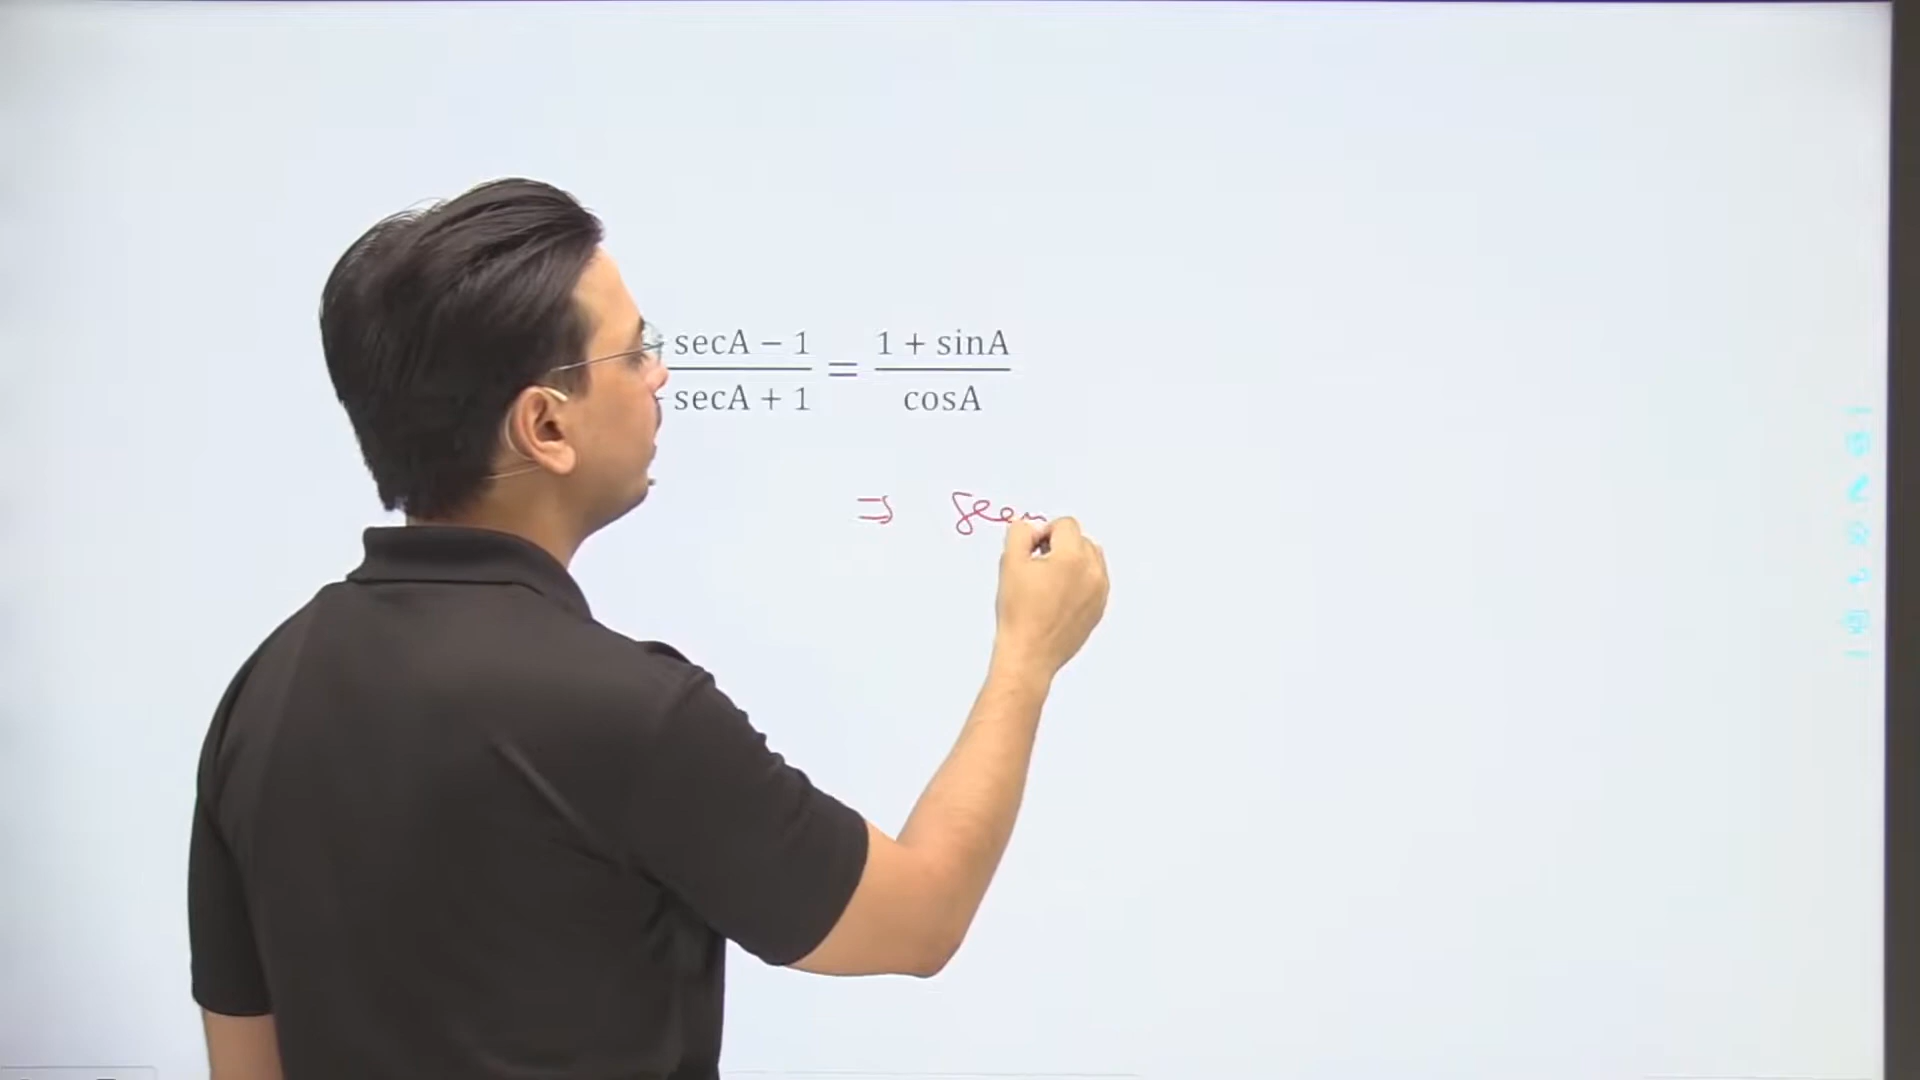 secA − 1 / secA + 1 = 1 + sinA / cosA
⇒